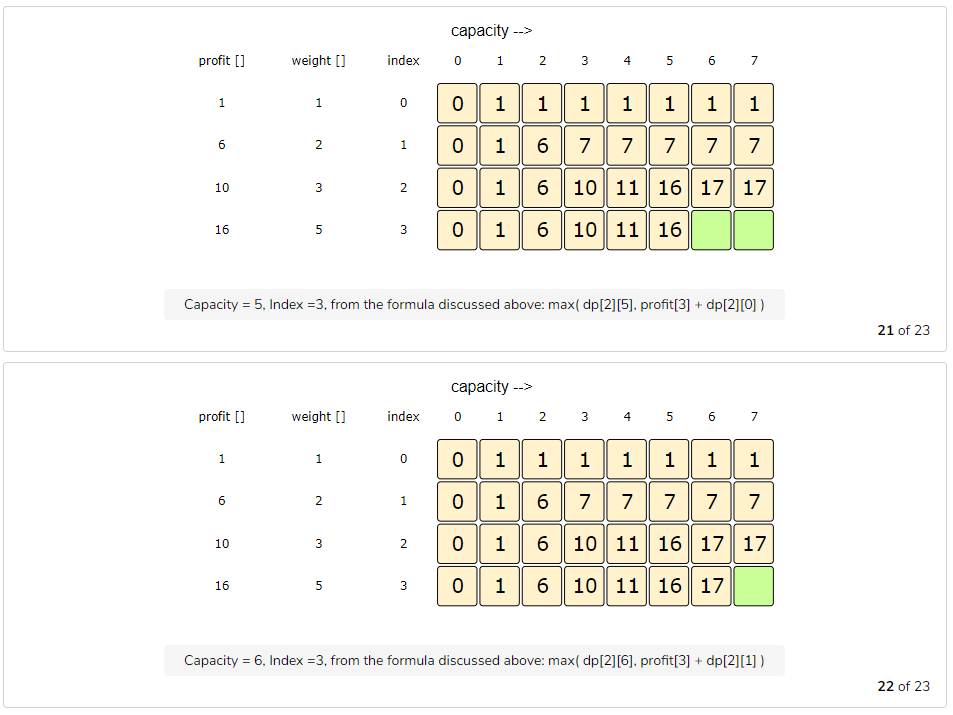 capacity -->
profit [] weight [] index 0 1 2 3 4 5 6 7
1 1 0 0 1 1 1 1 1 1 1
6 2 1 0 1 6 7 7 7 7 7
10 3 2 0 1 6 10 11 16 17 17
16 5 3 0 1 6 10 11 16
Capacity = 5, Index =3, from the formula discussed above: max( dp[2][5], profit[3] + dp[2][0] )
21 of 23
capacity -->
profit [] weight [] index 0 1 2 3 4 5 6 7
1 1 0 0 1 1 1 1 1 1 1
6 2 1 0 1 6 7 7 7 7 7
10 3 2 0 1 6 10 11 16 17 17
16 5 3 0 1 6 10 11 16 17
Capacity = 6, Index =3, from the formula discussed above: max( dp[2][6], profit[3] + dp[2][1] )
22 of 23